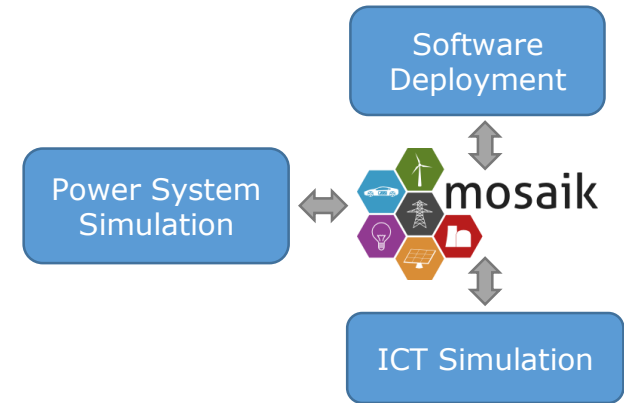 Software
Deployment
Power System
Simulation
mosaik
ICT Simulation